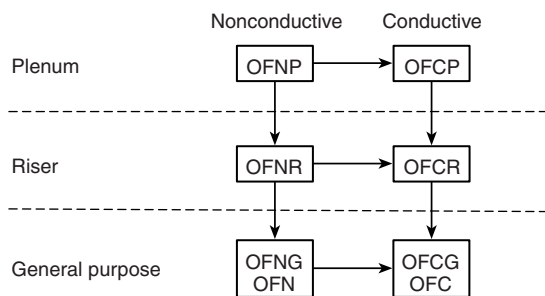 Nonconductive Conductive
Plenum OFNP OFCP
Riser OFNR OFCR
General purpose OFNG OFCG
OFN OFC